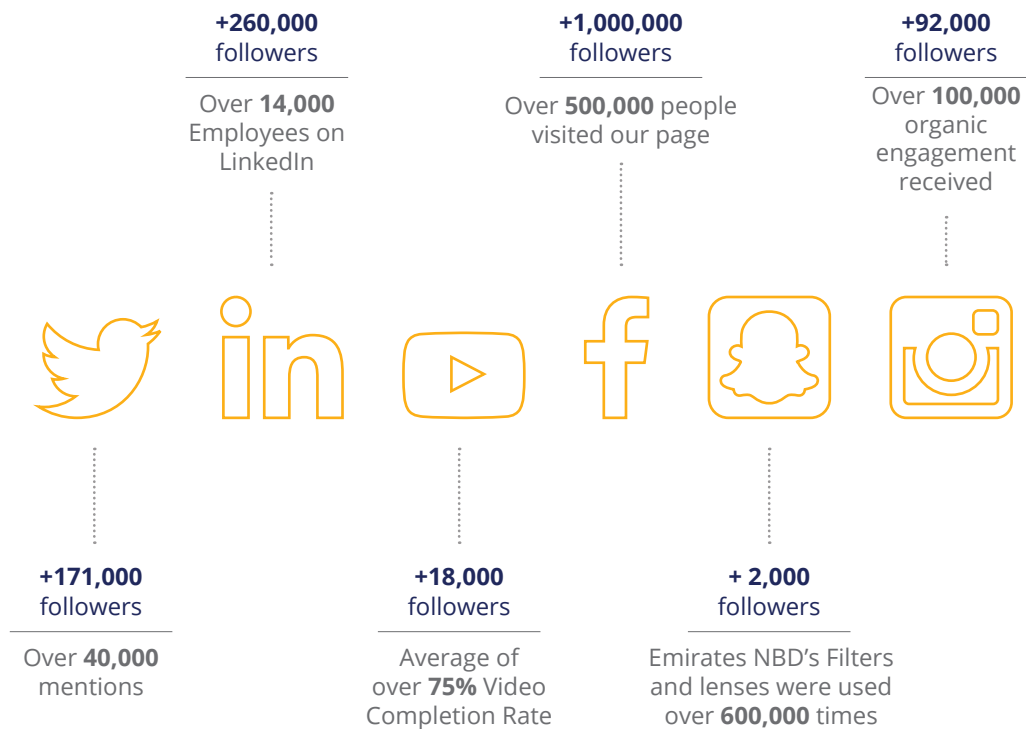 +260,000
followers
Over 14,000
Employees on
LinkedIn
+1,000,000
followers
Over 500,000 people
visited our page
+92,000
followers
Over 100,000
organic
engagement
received
in
f
+171,000
followers
Over 40,000
mentions
+18,000
followers
Average of
over 75% Video
Completion Rate
+ 2,000
followers
Emirates NBD’s Filters
and lenses were used
over 600,000 times